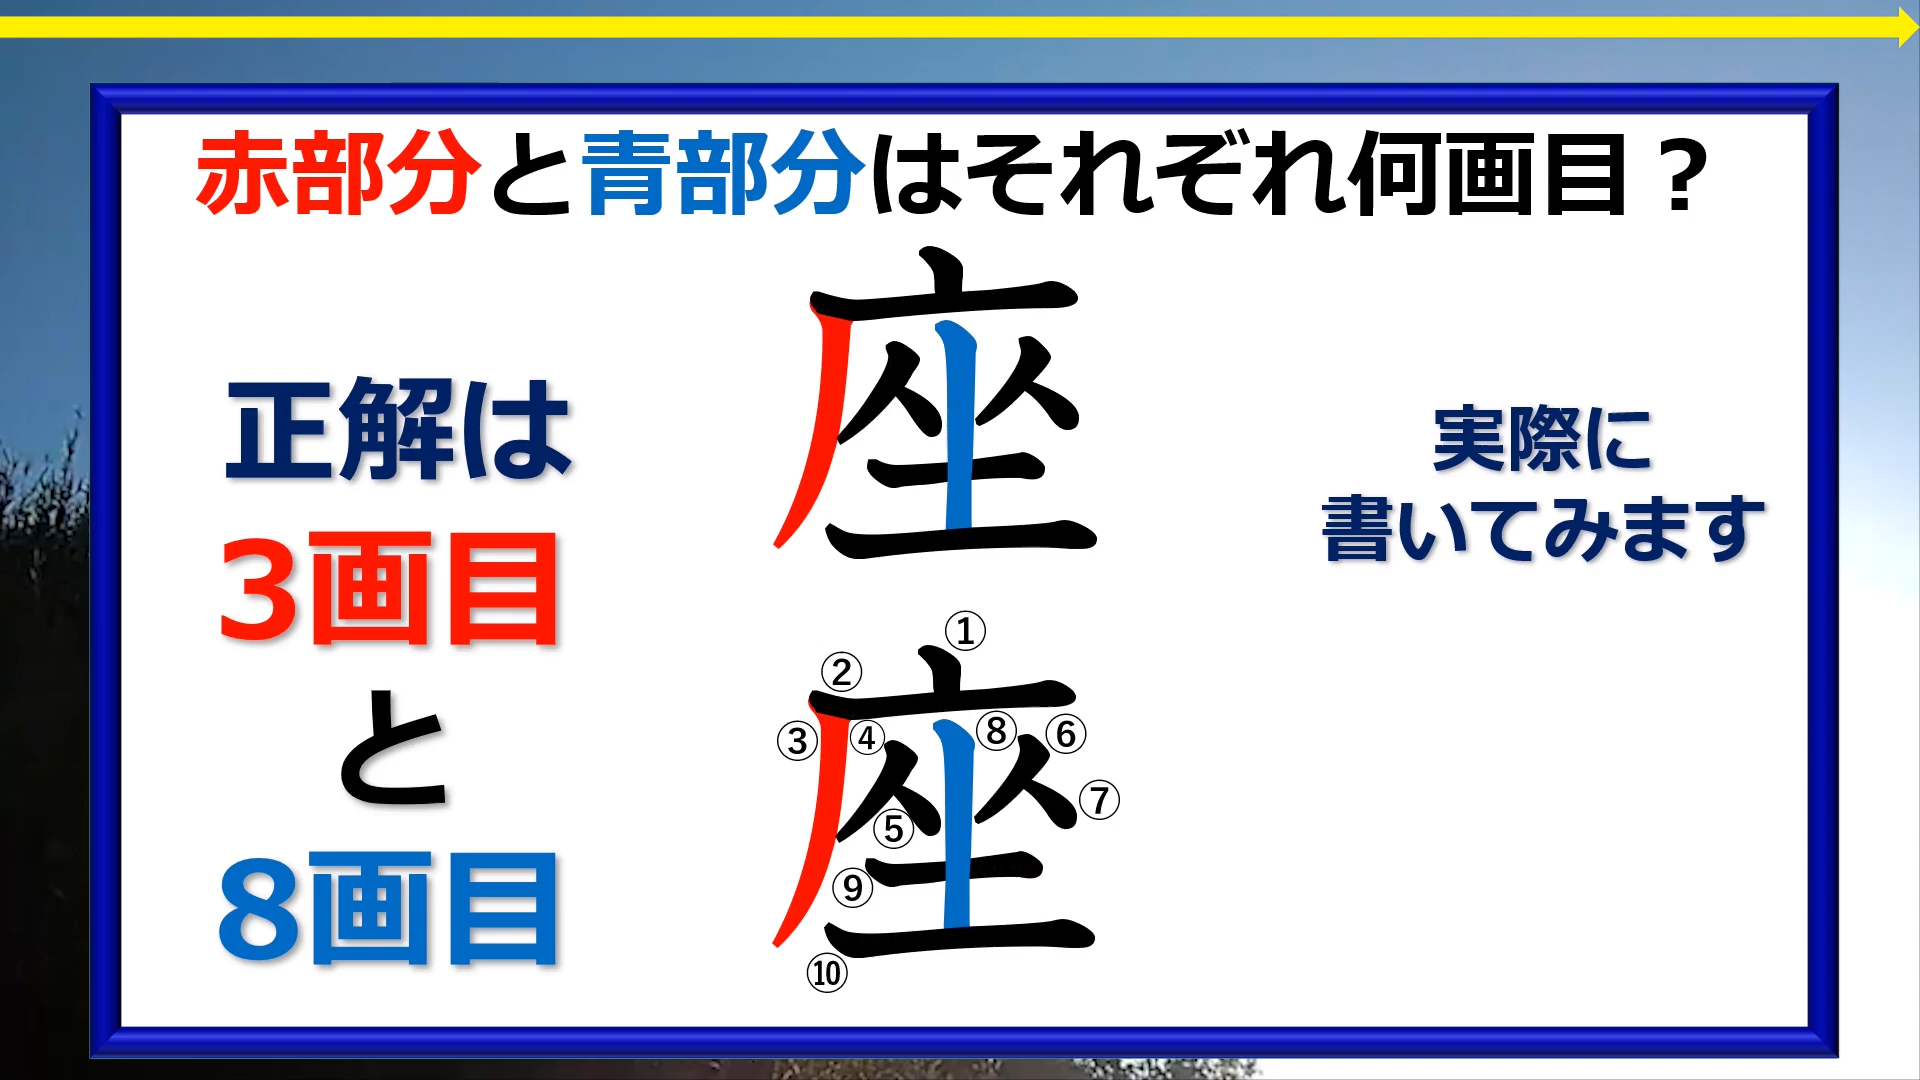 赤部分と青部分はそれぞれ何画目？
座
正解は
3画目
と
8画目
実際に
書いてみます
座
①
②
③
④
⑤
⑥
⑦
⑧
⑨
⑩